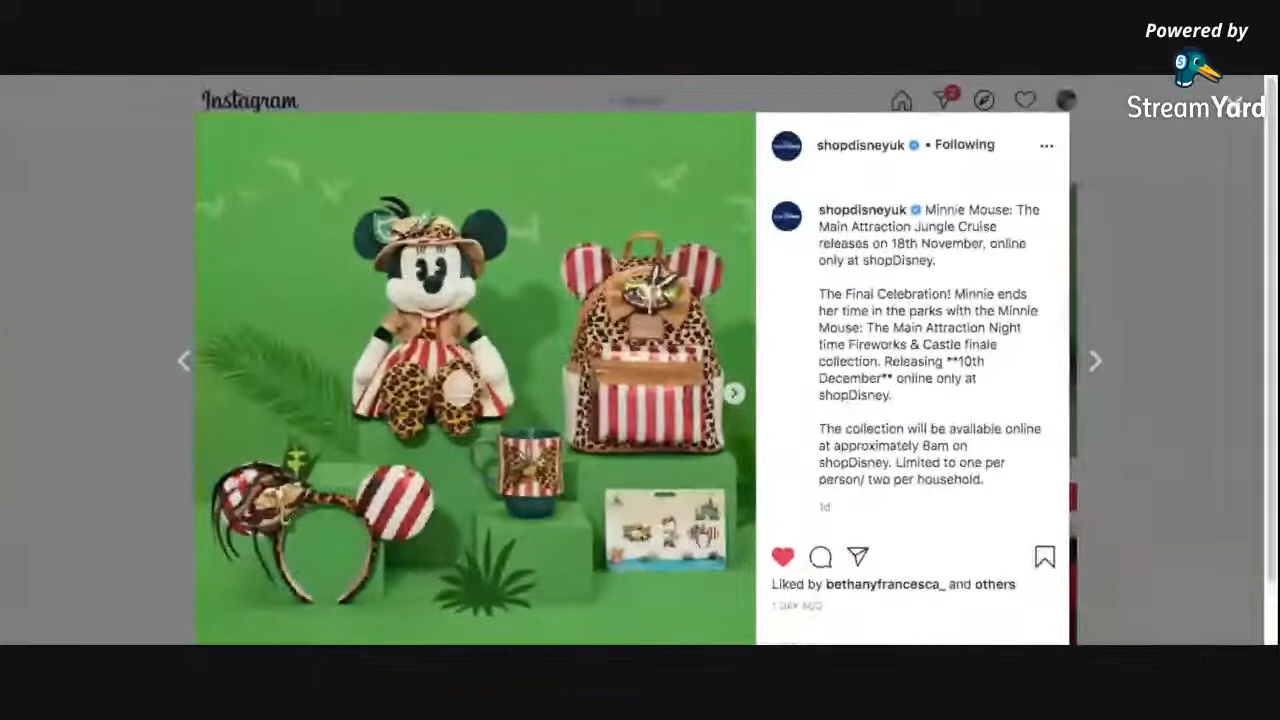 Powered by
StreamYard
Instagram
shopdisneyuk • Following
shopdisneyuk Minnie Mouse: The
Main Attraction Jungle Cruise
releases on 18th November, online
only at shopDisney.
The Final Celebration! Minnie ends
her time in the parks with the Minnie
Mouse: The Main Attraction Night
time Fireworks & Castle finale
collection. Releasing **10th
December** online only at
shopDisney.
The collection will be available online
at approximately 8am on
shopDisney. Limited to one per
person/ two per household.
1d
Liked by bethanyfrancesca_ and others
1 DAY AGO